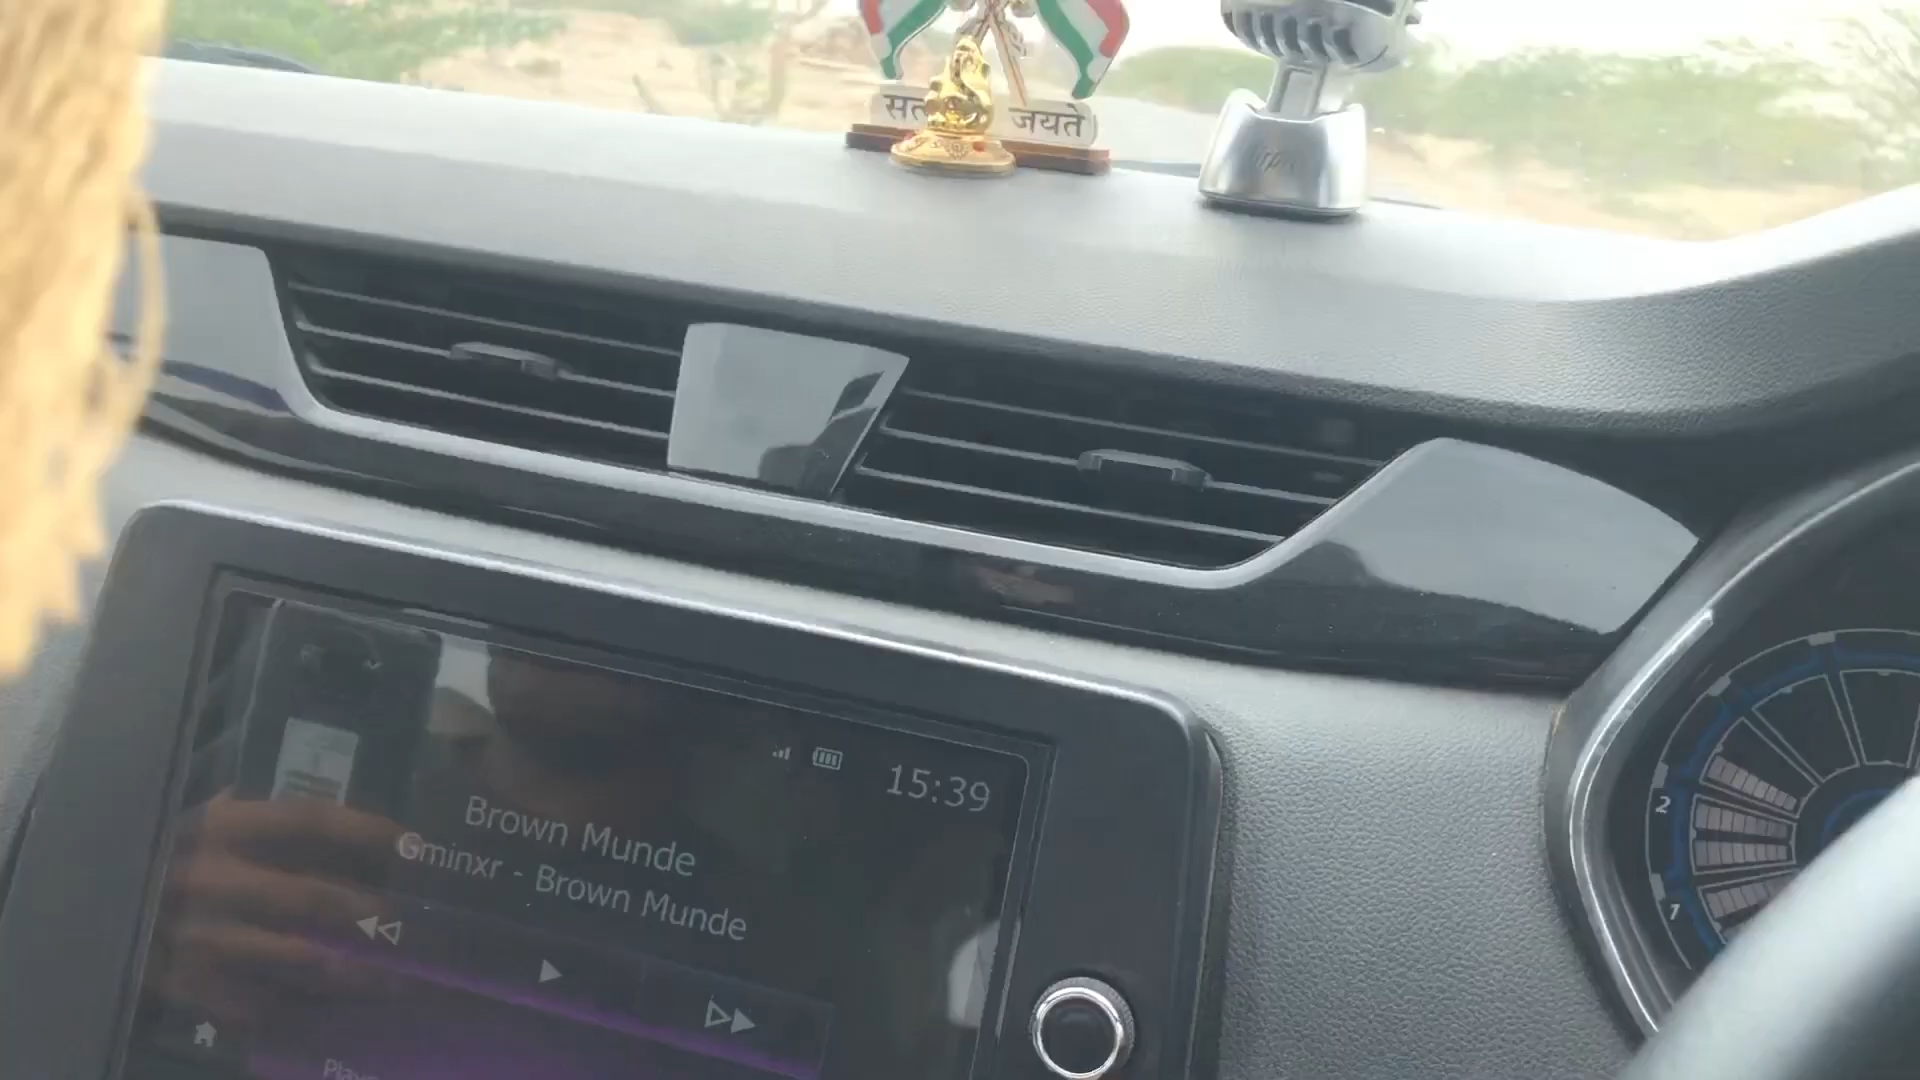 सत
जयते
15:39
Brown Munde
Gminxr - Brown Munde
2
1